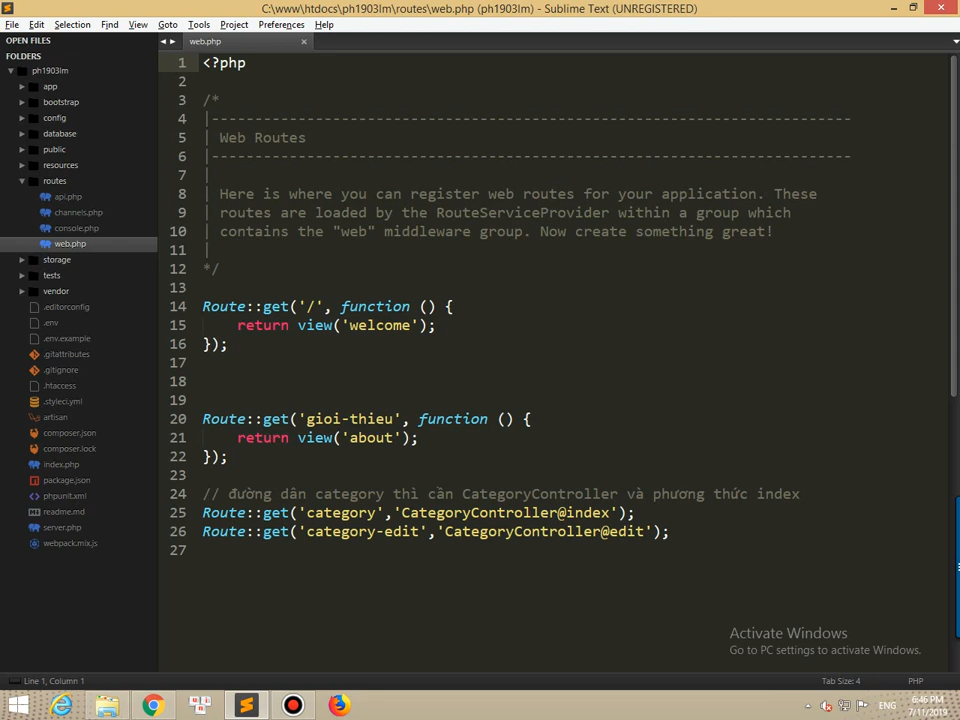 C:\www\htdocs\ph1903lm\routes\web.php (ph1903lm) - Sublime Text (UNREGISTERED)
File Edit Selection Find View Goto Tools Project Preferences Help
OPEN FILES
FOLDERS
ph1903lm
app
bootstrap
config
database
public
resources
routes
api.php
channels.php
console.php
web.php
storage
tests
vendor
.editorconfig
.env
.env.example
.gitattributes
.gitignore
.htaccess
.styleci.yml
artisan
composer.json
composer.lock
index.php
package.json
phpunit.xml
readme.md
server.php
webpack.mix.js
web.php
1 <?php
2
3 /*
4 |--------------------------------------------------------------------------
5 | Web Routes
6 |--------------------------------------------------------------------------
7 |
8 | Here is where you can register web routes for your application. These
9 | routes are loaded by the RouteServiceProvider within a group which
10 | contains the "web" middleware group. Now create something great!
11 |
12 */
13
14 Route::get('/', function () {
15     return view('welcome');
16 });
17
18
19
20 Route::get('gioi-thieu', function () {
21     return view('about');
22 });
23
24 // đường dân category thì cần CategoryController và phương thức index
25 Route::get('category','CategoryController@index');
26 Route::get('category-edit','CategoryController@edit');
27
Activate Windows
Go to PC settings to activate Windows.
Line 1, Column 1
Tab Size: 4
PHP
ENG
6:46 PM
7/11/2019